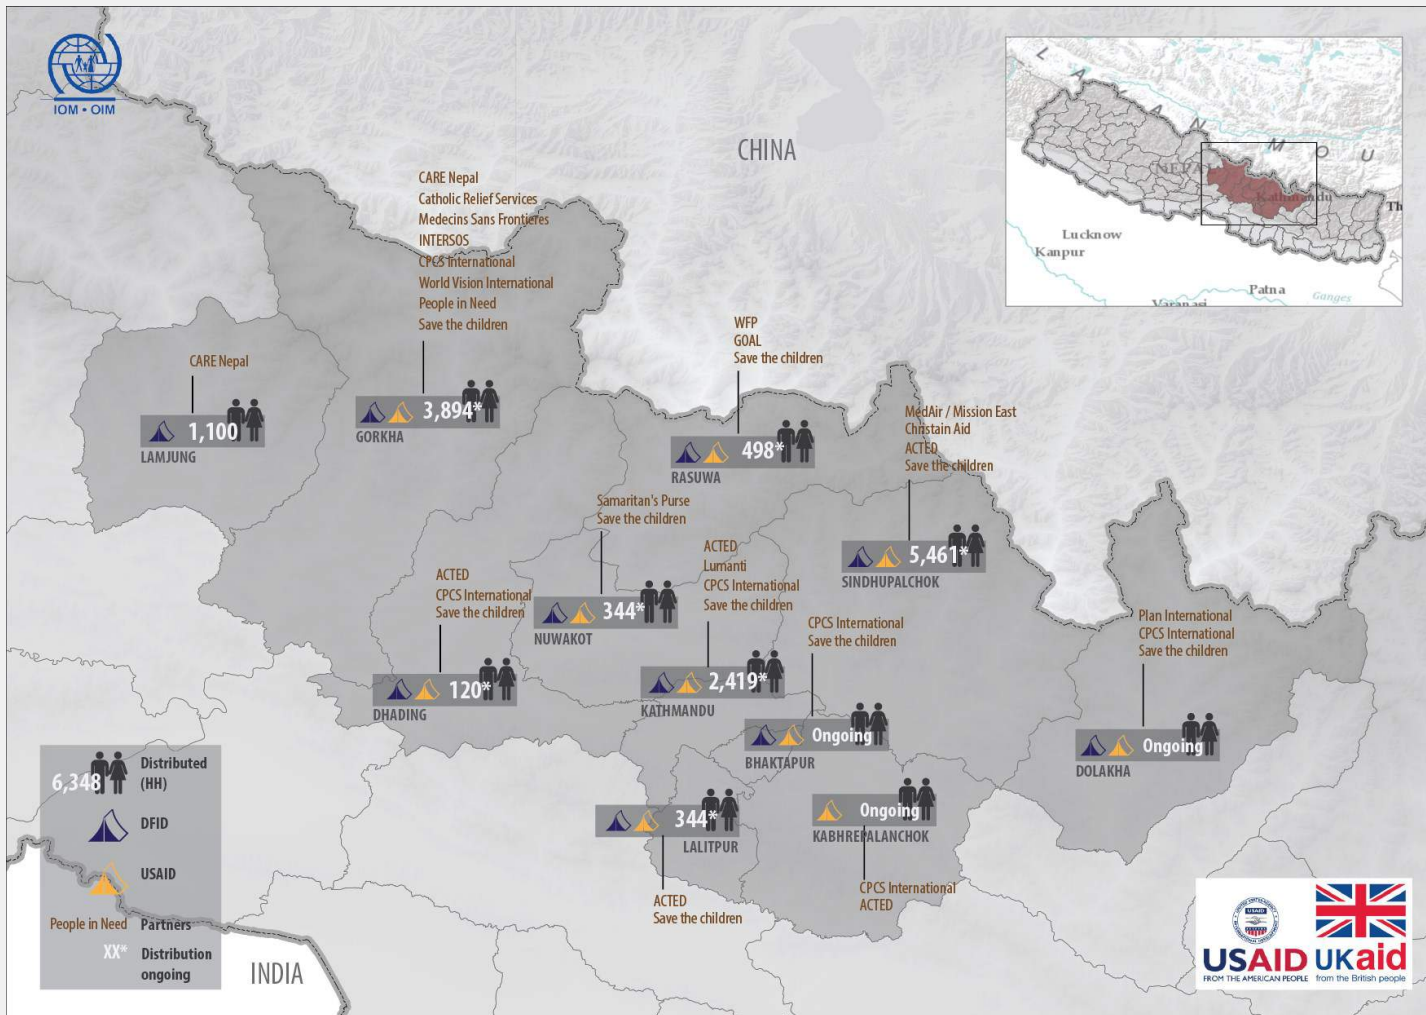 IOM • OIM
CHINA
L A Y A N M O U
NEPAL
Kathmandu
Th
Lucknow
Kanpur
Patna
Varanasi
Ganges
CARE Nepal
Catholic Relief Services
Medecins Sans Frontieres
INTERSOS
CPCS International
World Vision International
People in Need
Save the children
3,894*
GORKHA
CARE Nepal
1,100
LAMJUNG
WFP
GOAL
Save the children
498*
RASUWA
MedAir / Mission East
Christain Aid
ACTED
Save the children
5,461*
SINDHUPALCHOK
Samaritan's Purse
Save the children
344*
NUWAKOT
ACTED
Lumanti
CPCS International
Save the children
2,419*
KATHMANDU
ACTED
CPCS International
Save the children
120*
DHADING
CPCS International
Save the children
Ongoing
BHAKTAPUR
Plan International
CPCS International
Save the children
Ongoing
DOLAKHA
344*
LALITPUR
ACTED
Save the children
Ongoing
KABHREPALANCHOK
CPCS International
ACTED
6,348
Distributed
(HH)
DFID
USAID
People in Need Partners
XX* Distribution
ongoing
INDIA
USAID
FROM THE AMERICAN PEOPLE
UKaid
from the British people